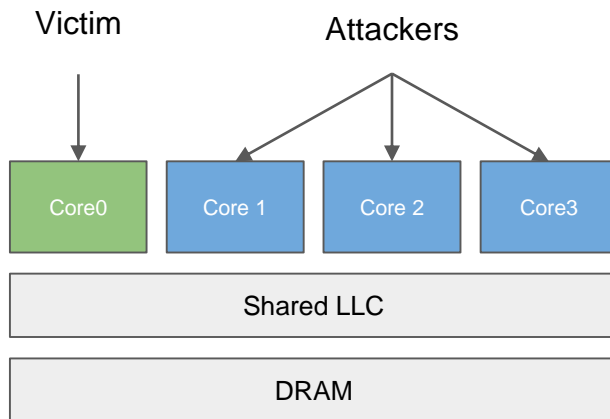 Victim
Attackers
Core0
Core 1
Core 2
Core3
Shared LLC
DRAM